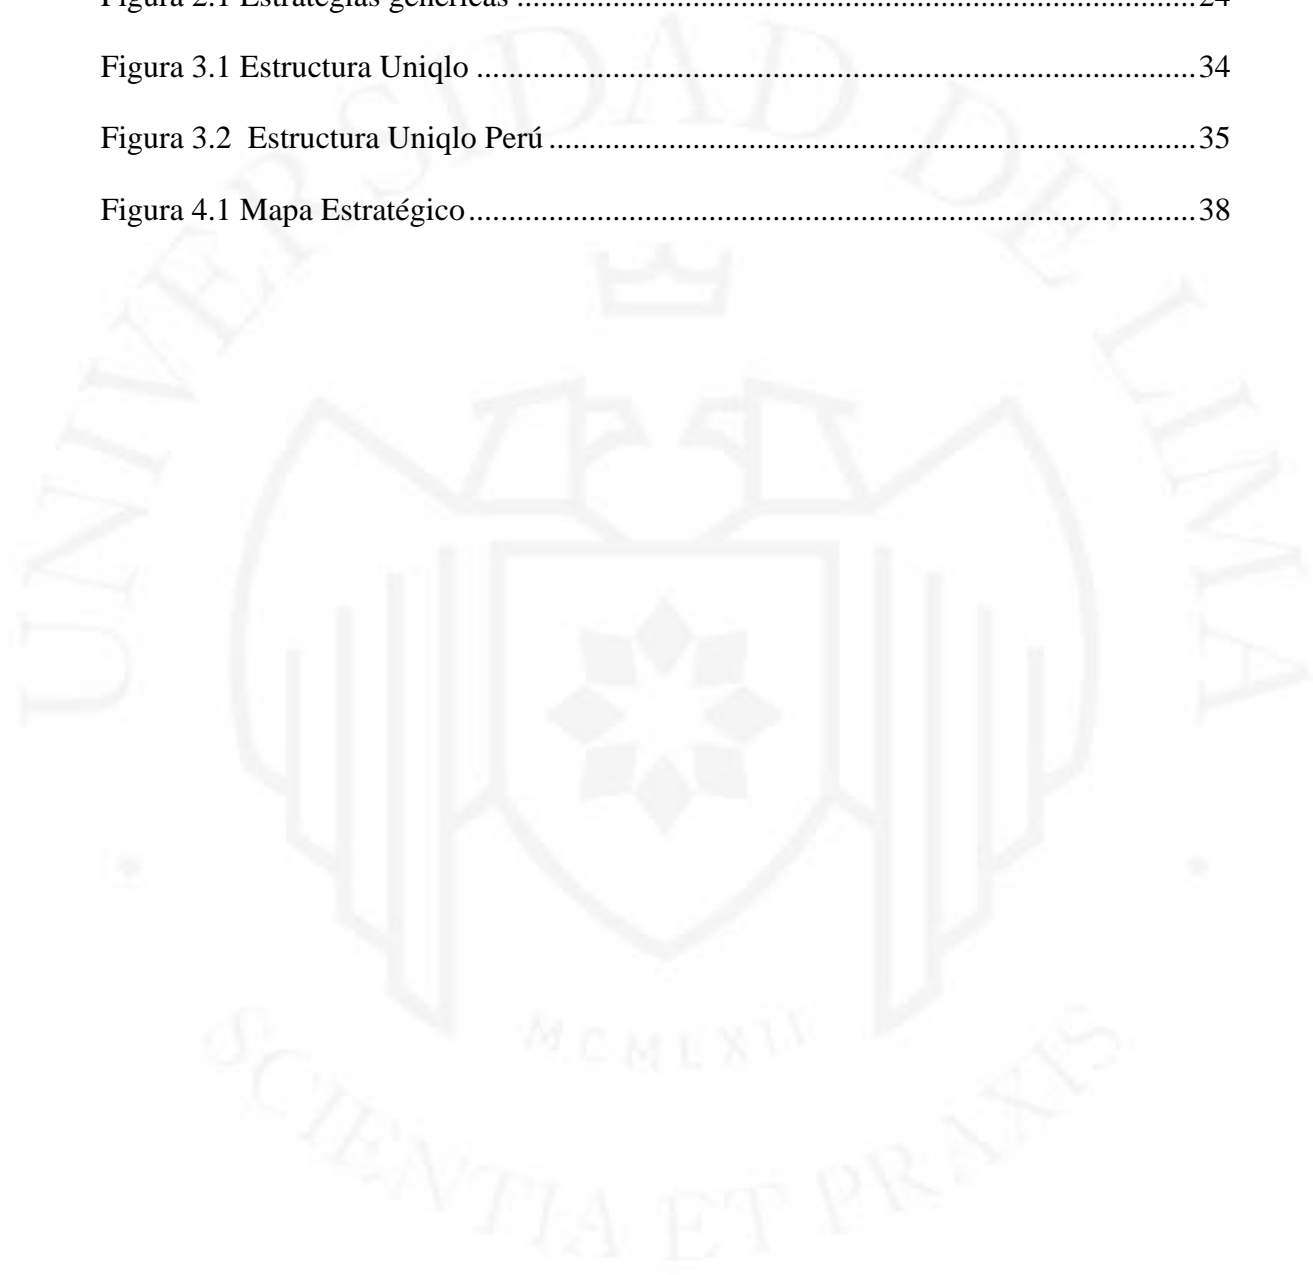 Figura 2.1 Estrategias genéricas ........................................................................................24
Figura 3.1 Estructura Uniqlo .............................................................................................34
Figura 3.2  Estructura Uniqlo Perú ....................................................................................35
Figura 4.1 Mapa Estratégico..............................................................................................38
UNIVERSIDAD DE LIMA
MCMLXII
SCIENTIA ET PRAXIS